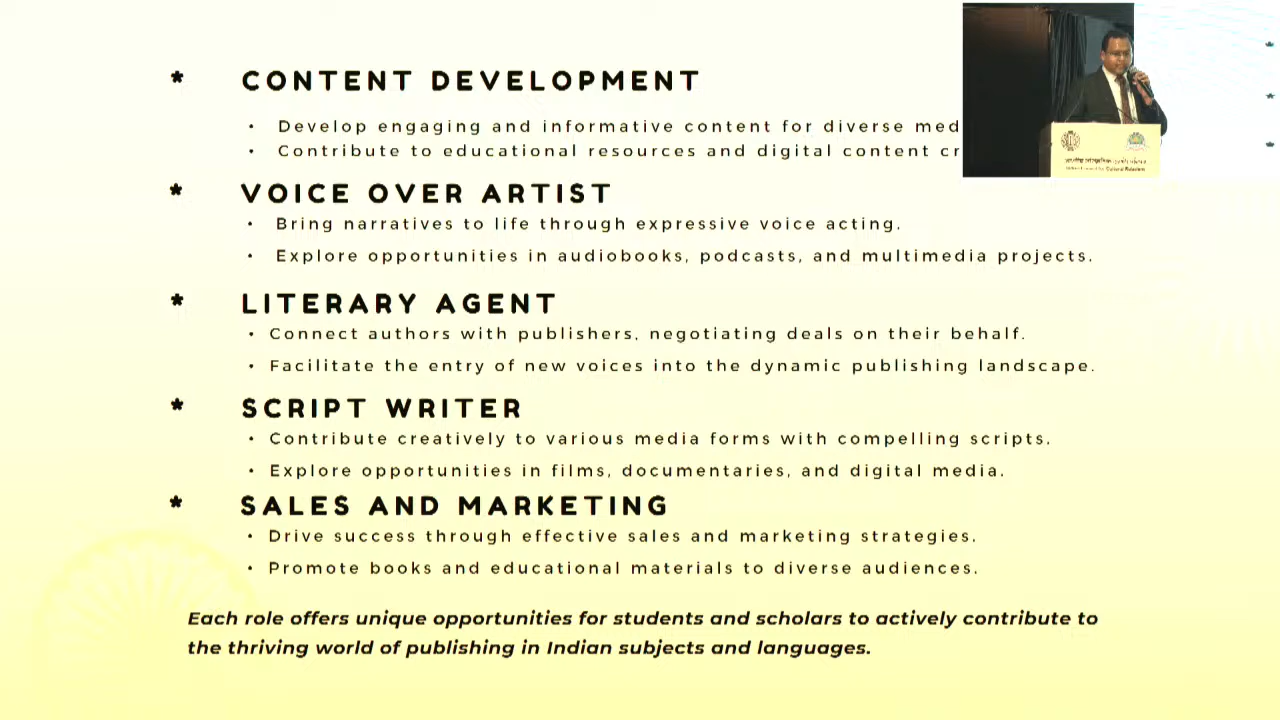 * CONTENT DEVELOPMENT
• Develop engaging and informative content for diverse med
• Contribute to educational resources and digital content cr
* VOICE OVER ARTIST
• Bring narratives to life through expressive voice acting.
• Explore opportunities in audiobooks, podcasts, and multimedia projects.
* LITERARY AGENT
• Connect authors with publishers, negotiating deals on their behalf.
• Facilitate the entry of new voices into the dynamic publishing landscape.
* SCRIPT WRITER
• Contribute creatively to various media forms with compelling scripts.
• Explore opportunities in films, documentaries, and digital media.
* SALES AND MARKETING
• Drive success through effective sales and marketing strategies.
• Promote books and educational materials to diverse audiences.
Each role offers unique opportunities for students and scholars to actively contribute to
the thriving world of publishing in Indian subjects and languages.